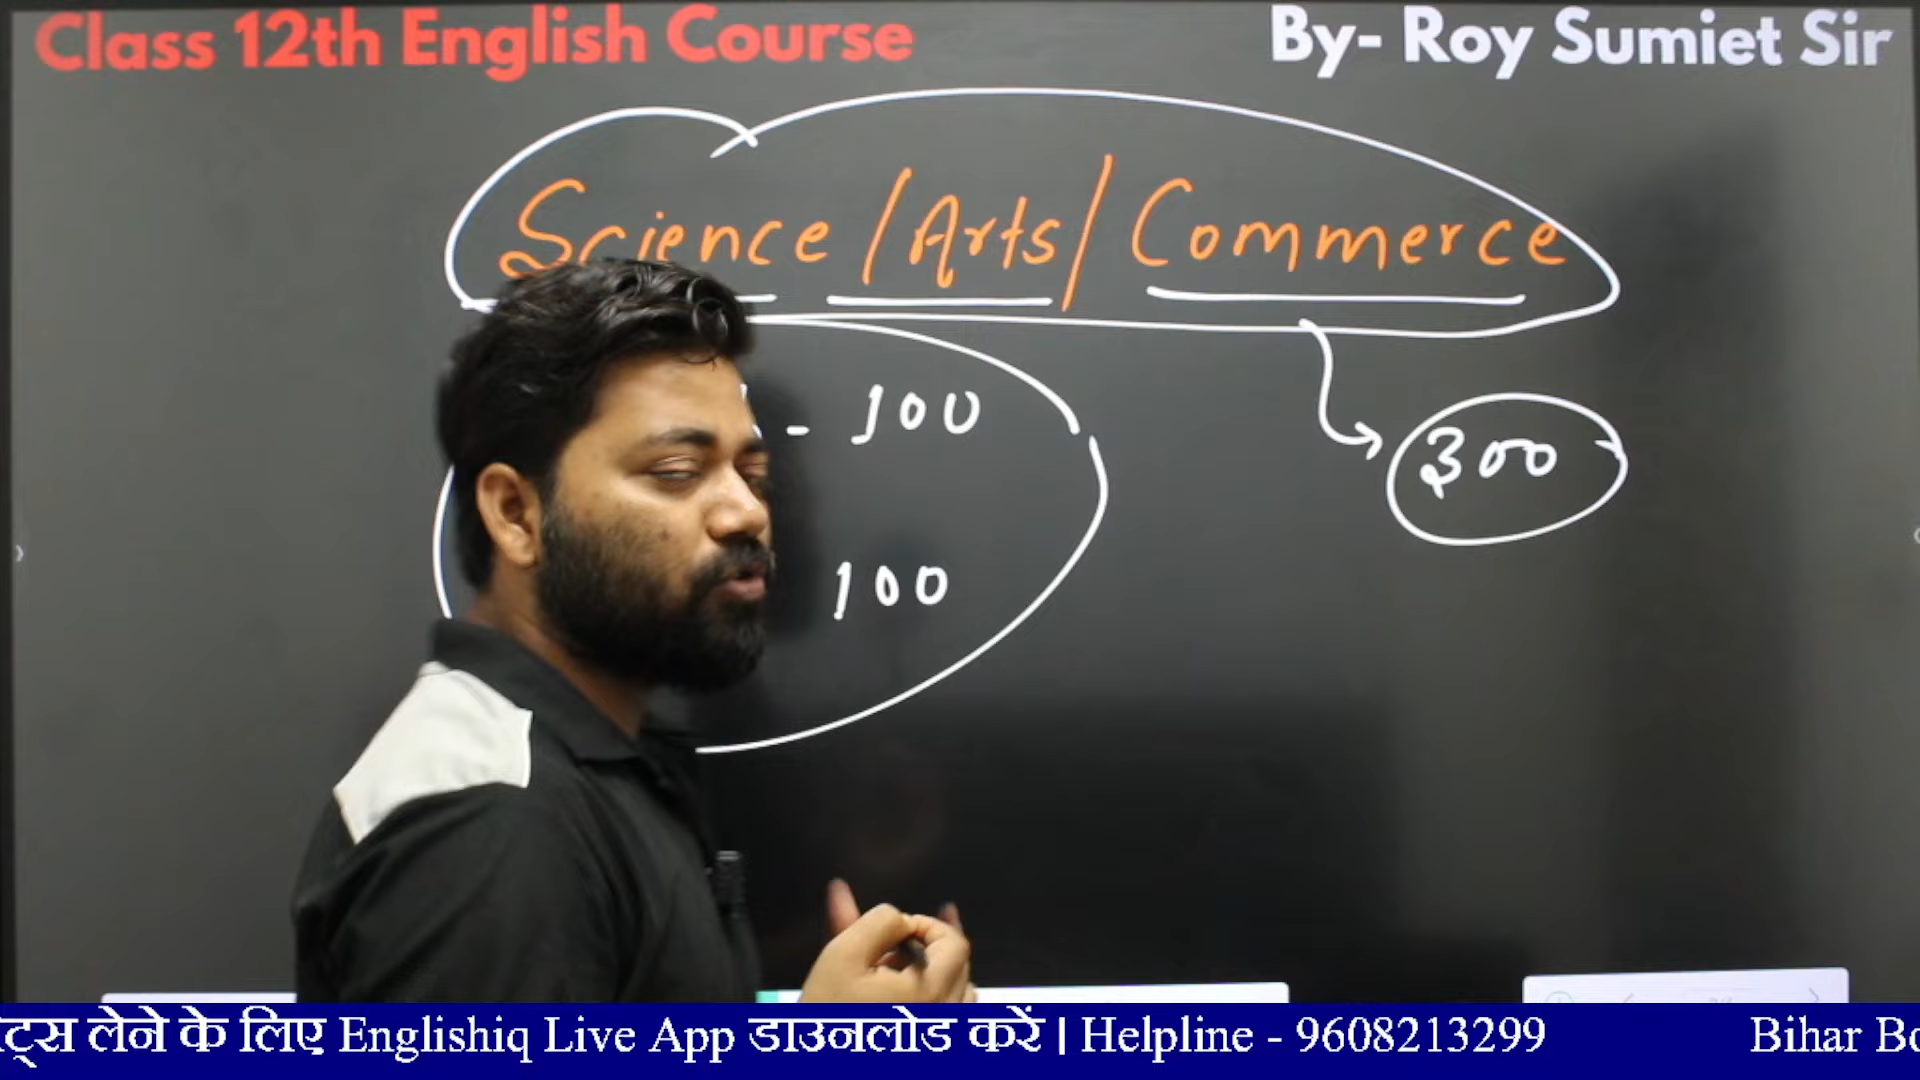 Class 12th English Course
By- Roy Sumiet Sir
Science / Arts / Commerce
- 100
300
100
लेने के लिए Englishiq Live App डाउनलोड करें | Helpline - 9608213299 Bihar